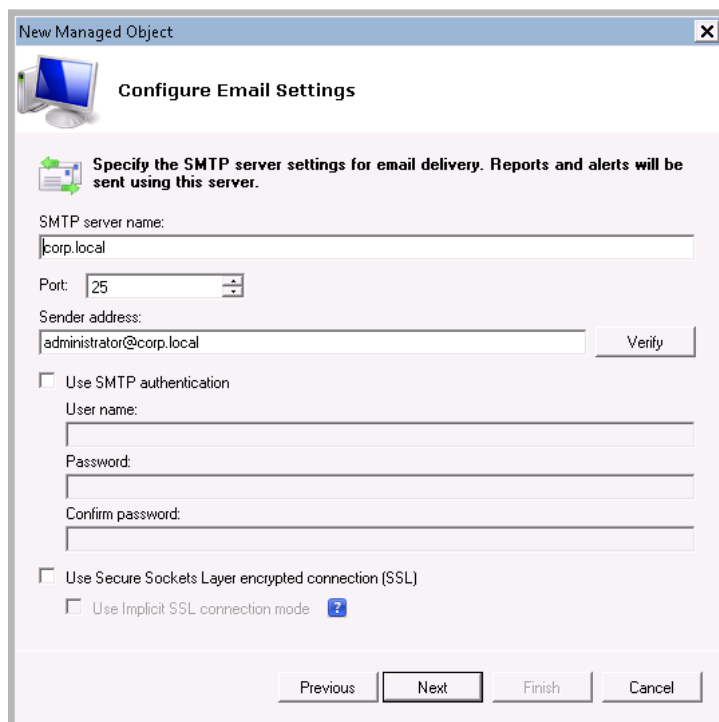 New Managed Object
Configure Email Settings
Specify the SMTP server settings for email delivery. Reports and alerts will be
sent using this server.
SMTP server name:
corp.local
Port: 25
Sender address:
administrator@corp.local Verify
Use SMTP authentication
User name:
Password:
Confirm password:
Use Secure Sockets Layer encrypted connection (SSL)
Use Implicit SSL connection mode ?
Previous Next Finish Cancel